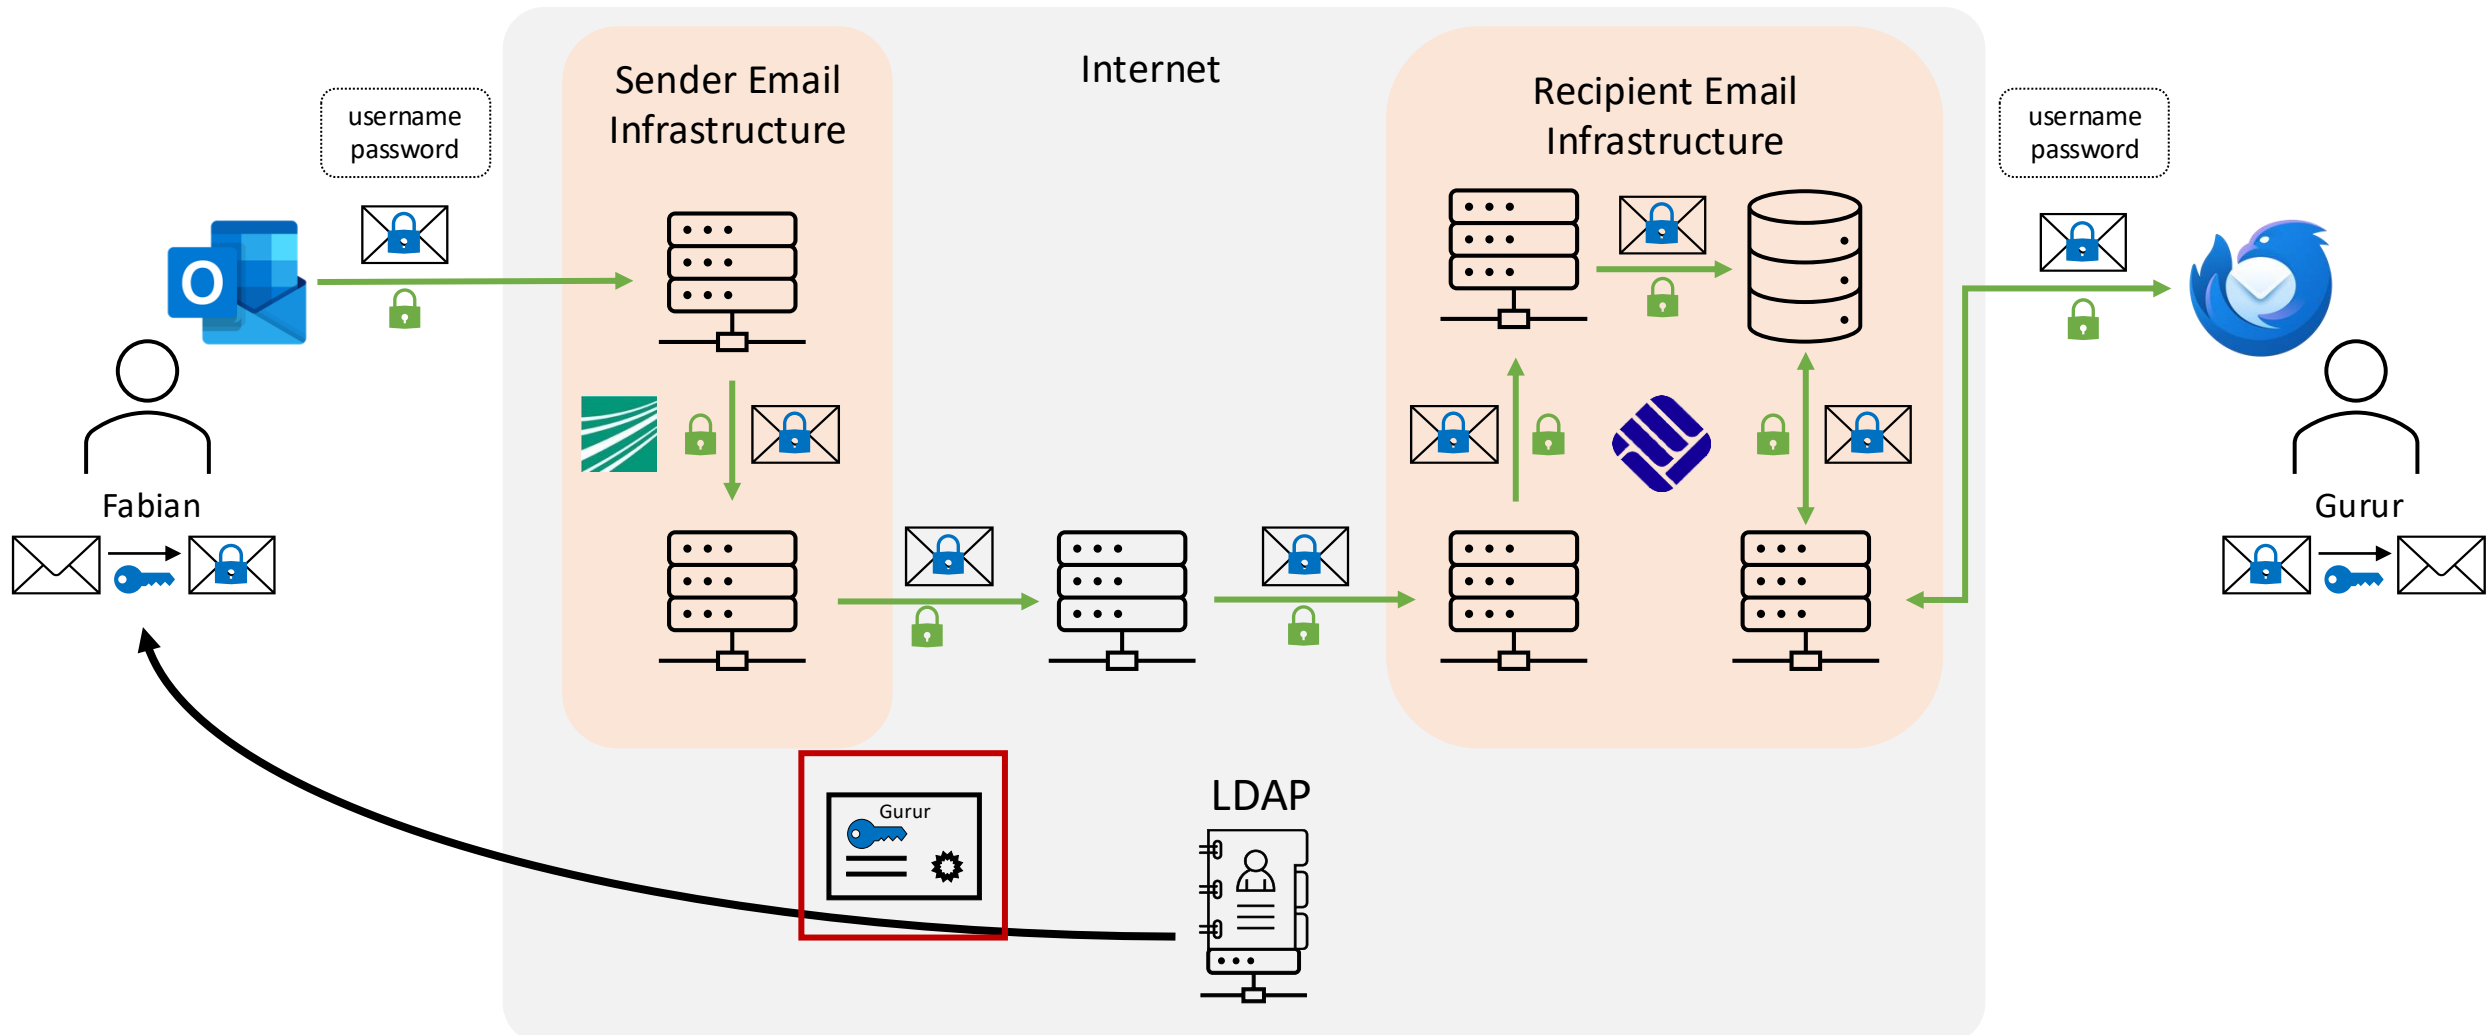 Internet
Sender Email
Infrastructure
Recipient Email
Infrastructure
username
password
username
password
O
Fabian
Gurur
Gurur
LDAP